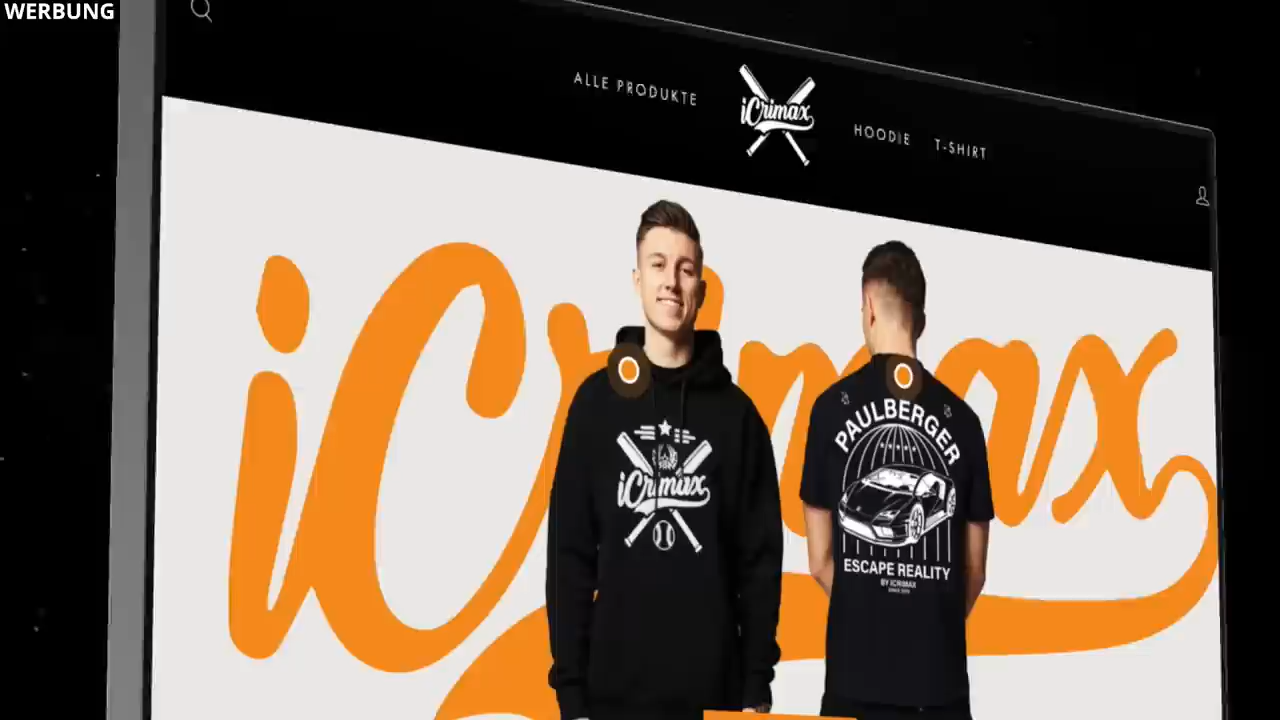 WERBUNG
ALLE PRODUKTE
iCrimax
HOODIE
T-SHIRT
iCrimax
iCrimax
PAULBERGER
ESCAPE REALITY
BY ICRIMAX